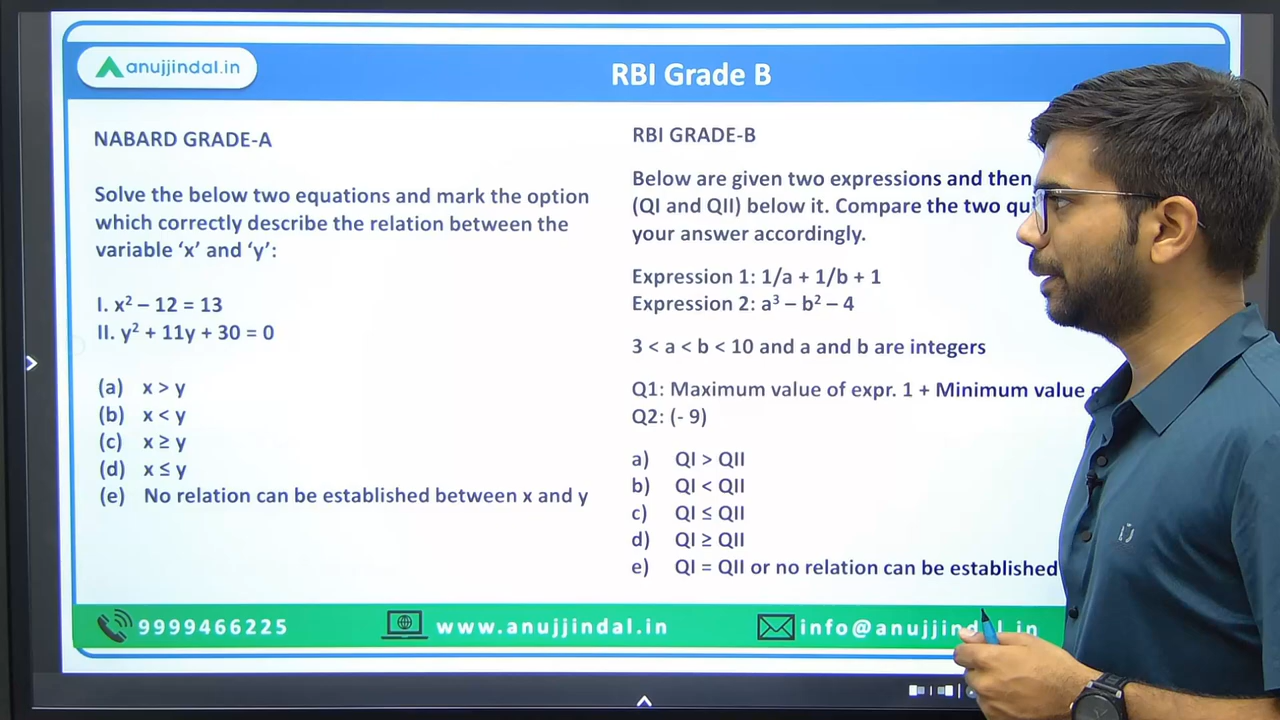 anujjindal.in
RBI Grade B
NABARD GRADE-A
Solve the below two equations and mark the option
which correctly describe the relation between the
variable ‘x’ and ‘y’:
I. x² – 12 = 13
II. y² + 11y + 30 = 0
(a) x > y
(b) x < y
(c) x ≥ y
(d) x ≤ y
(e) No relation can be established between x and y
RBI GRADE-B
Below are given two expressions and then
(QI and QII) below it. Compare the two
your answer accordingly.
Expression 1: 1/a + 1/b + 1
Expression 2: a³ – b² – 4
3 < a < b < 10 and a and b are integers
Q1: Maximum value of expr. 1 + Minimum value
Q2: (- 9)
a) QI > QII
b) QI < QII
c) QI ≤ QII
d) QI ≥ QII
e) QI = QII or no relation can be established
9999466225
www.anujjindal.in
info@anujjindal.in